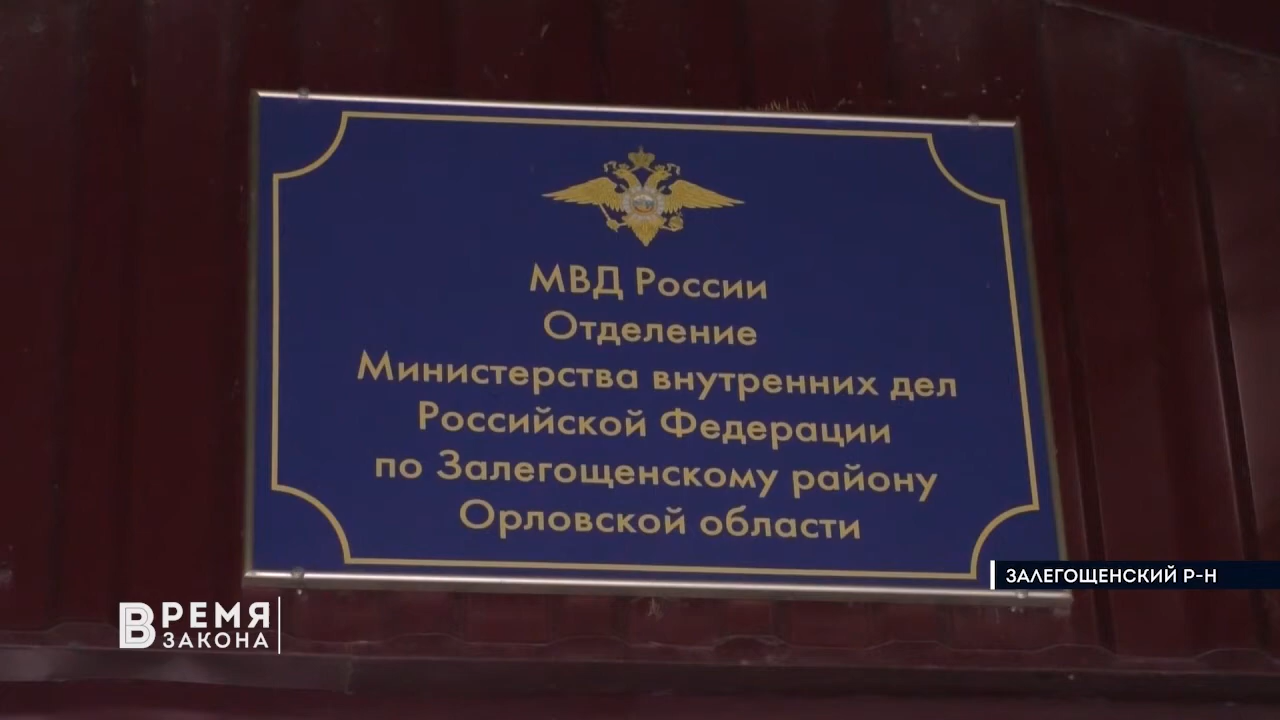 МВД России
Отделение
Министерства внутренних дел
Российской Федерации
по Залегощенскому району
Орловской области
ЗАЛЕГОЩЕНСКИЙ Р-Н
ВРЕМЯ
ЗАКОНА